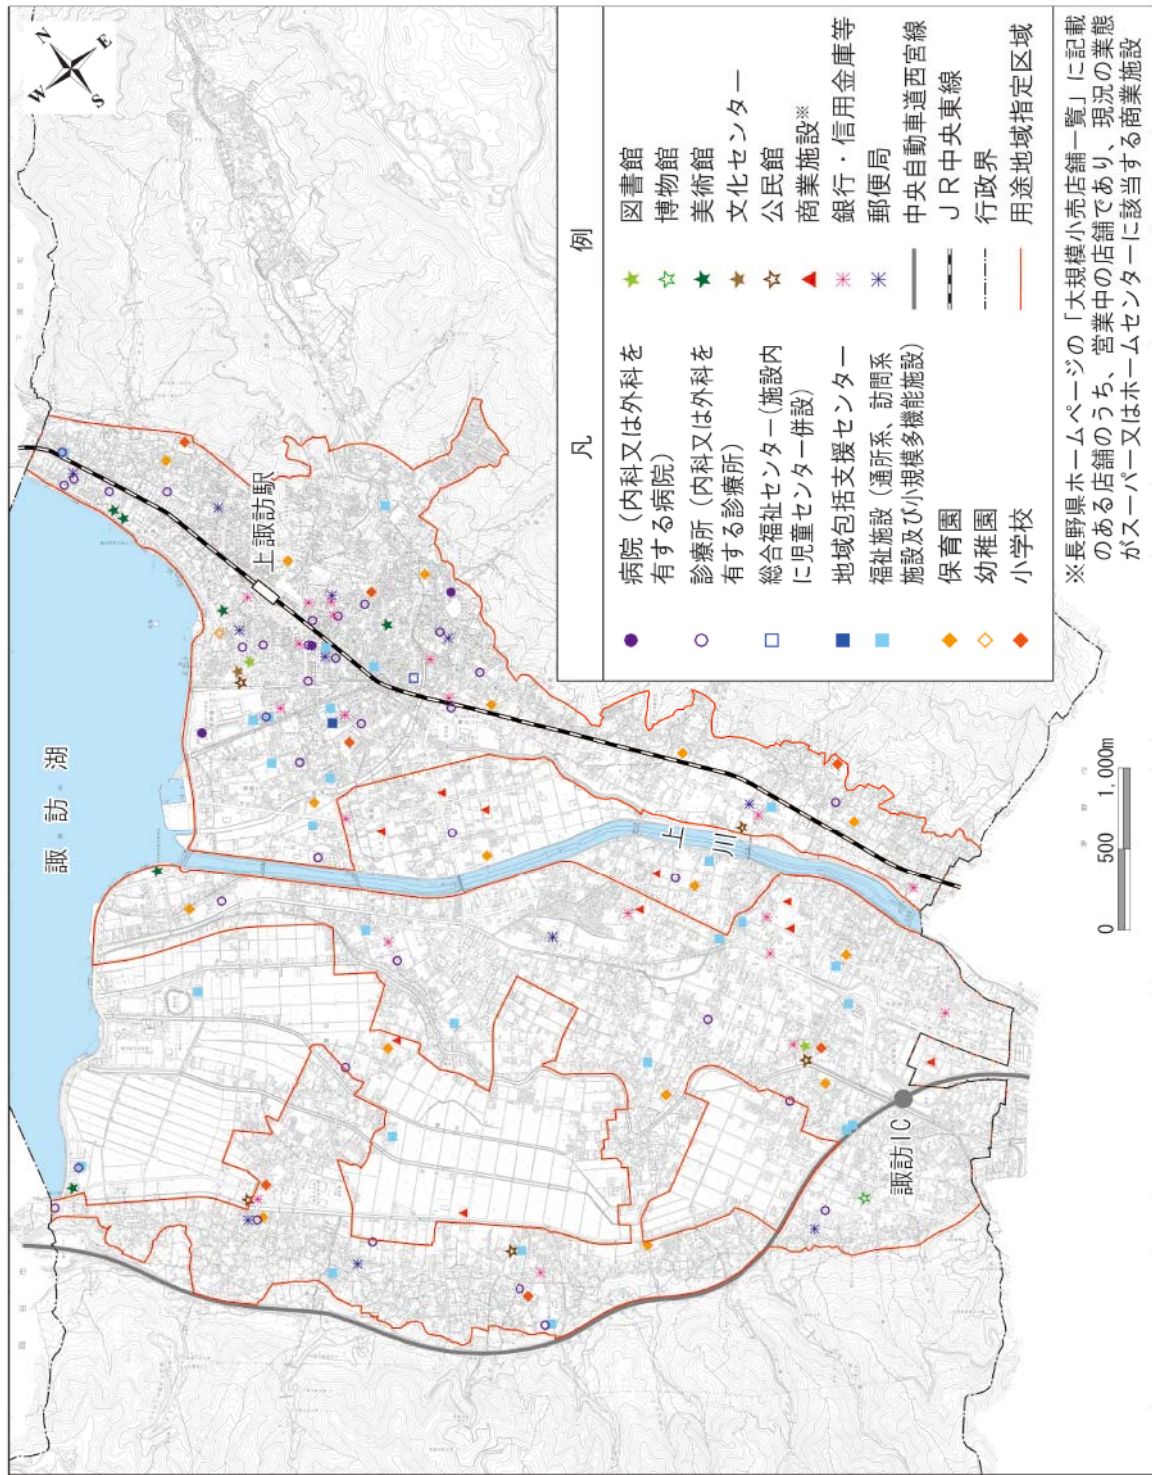 N
W
E
S
諏訪湖
上諏訪駅
上川
諏訪IC
0 500 1,000m
凡例
病院（内科又は外科を
有する病院）
診療所（内科又は外科を
有する診療所）
総合福祉センター（施設内
に児童センター併設）
地域包括支援センター
福祉施設（通所系、訪問系
施設及び小規模多機能施設）
保育園
幼稚園
小学校
図書館
博物館
美術館
文化センター
公民館
商業施設※
銀行・信用金庫等
郵便局
中央自動車道西宮線
ＪＲ中央東線
行政界
用途地域指定区域
※長野県ホームページの「大規模小売店舗一覧」に記載
のある店舗のうち、営業中の店舗であり、現況の業態
がスーパー又はホームセンターに該当する商業施設